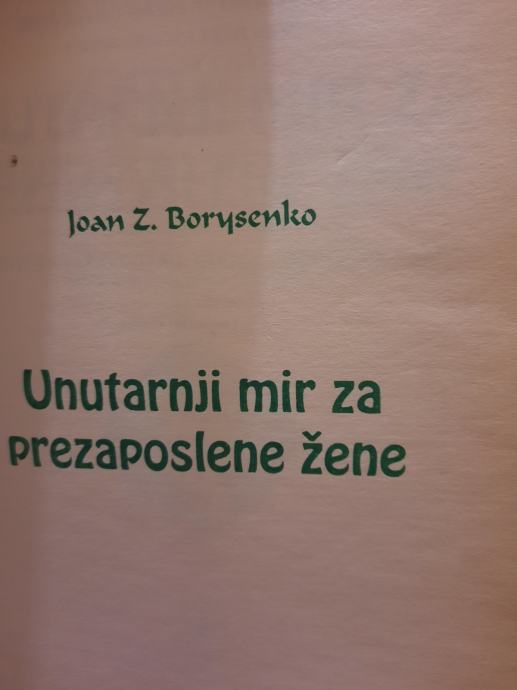 Joan Z. Borysenko
Unutarnji mir za
prezaposlene žene